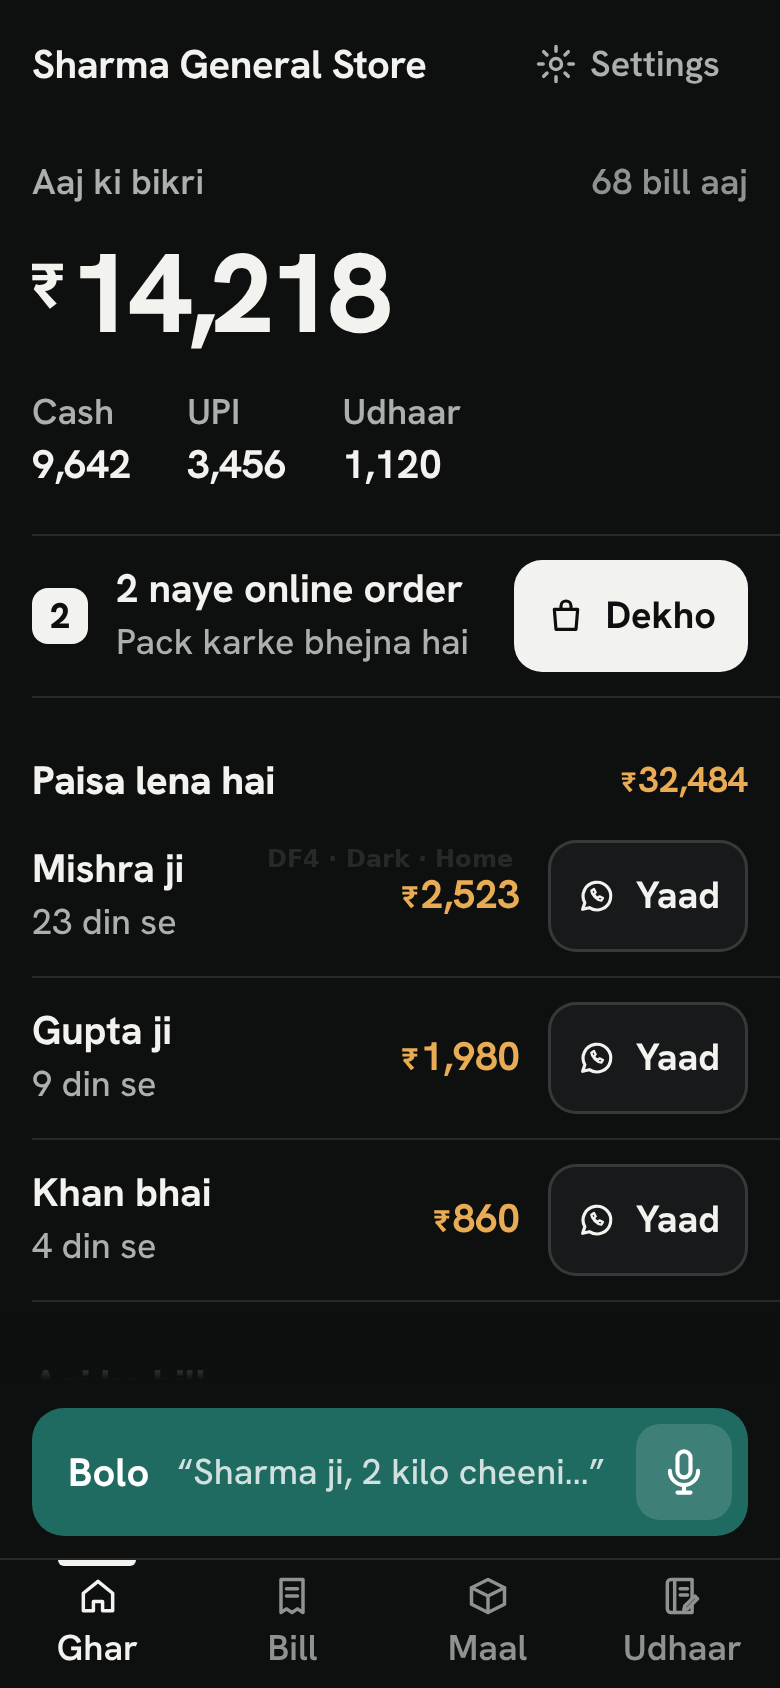 Sharma General Store
Settings
Aaj ki bikri
68 bill aaj
₹14,218
Cash UPI Udhaar
9,642 3,456 1,120
2
2 naye online order
Pack karke bhejna hai
Dekho
Paisa lena hai
₹32,484
DF4 · Dark · Home
Mishra ji
23 din se
₹2,523
Yaad
Gupta ji
9 din se
₹1,980
Yaad
Khan bhai
4 din se
₹860
Yaad
Bolo “Sharma ji, 2 kilo cheeni...”
Ghar Bill Maal Udhaar